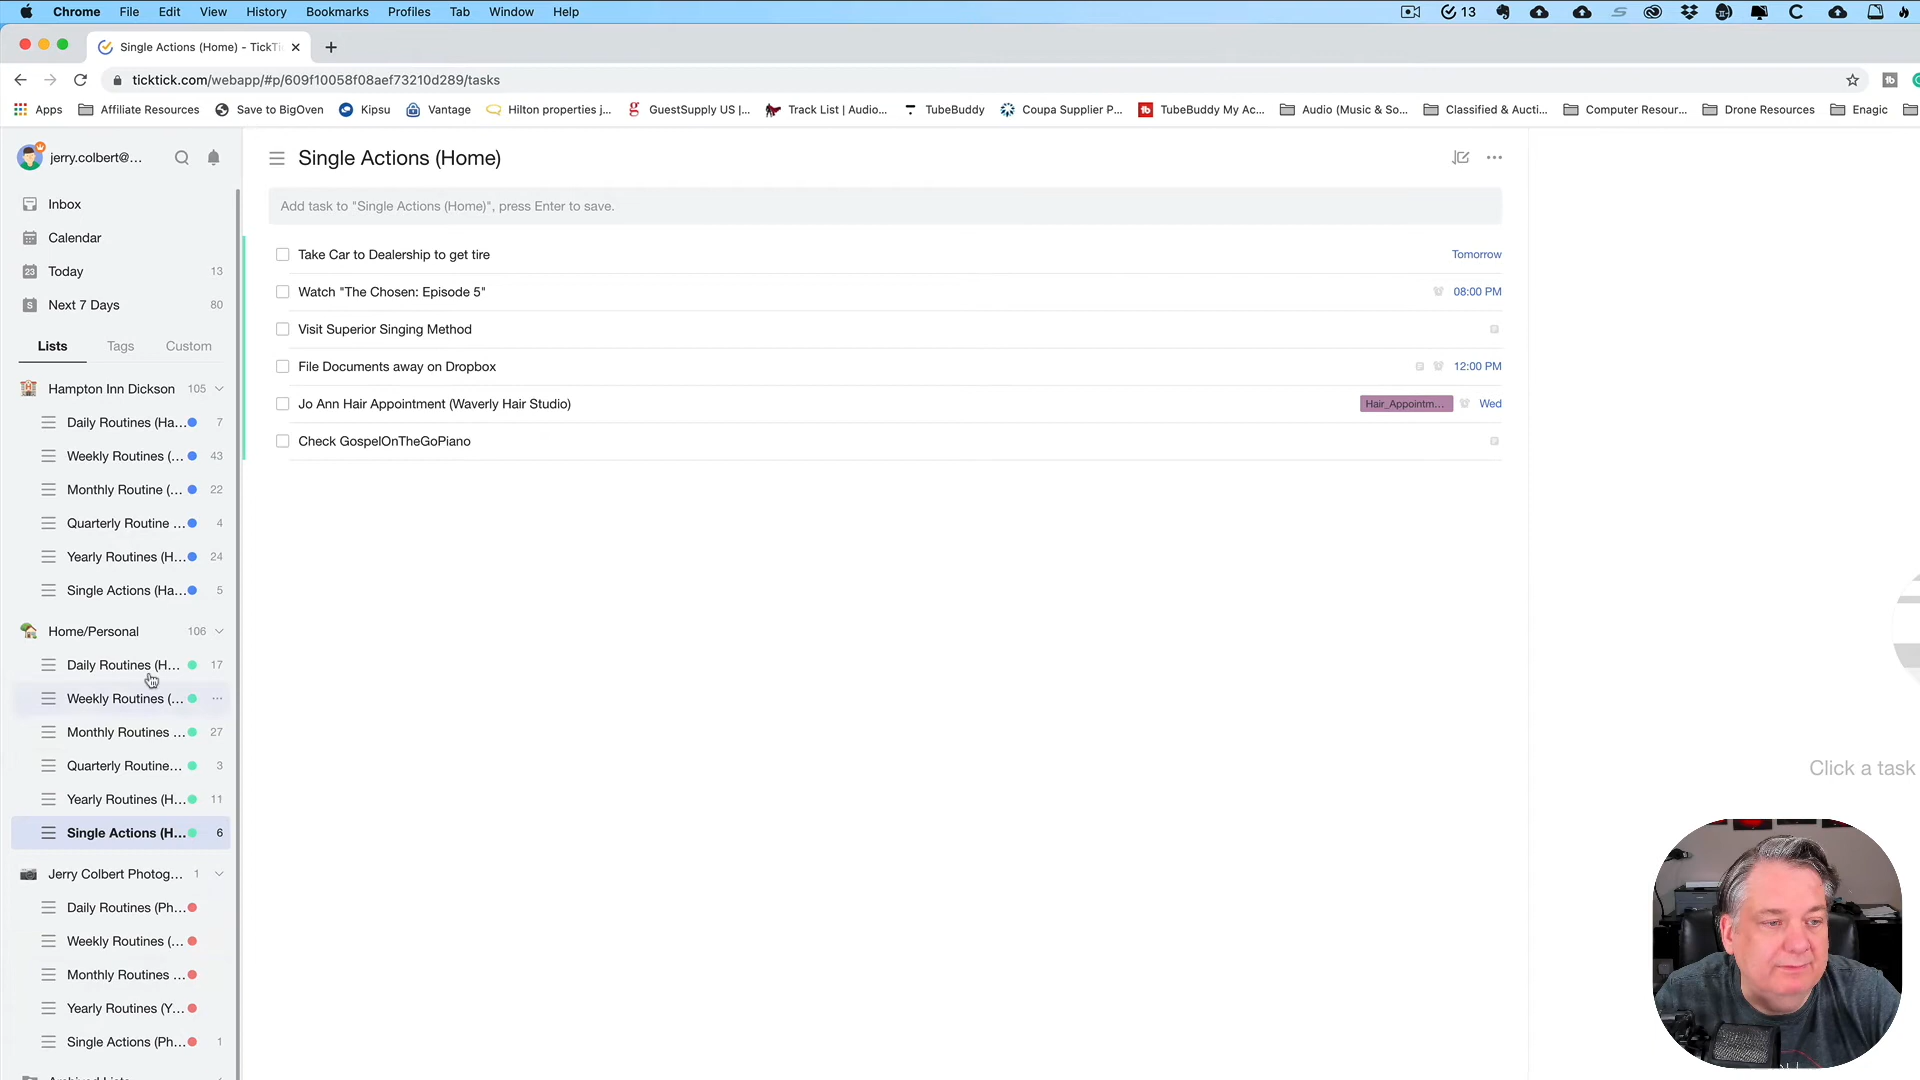 Chrome File Edit View History Bookmarks Profiles Tab Window Help 13
Single Actions (Home) - TickTi
ticktick.com/webapp/#p/609f10058f08aef73210d289/tasks
Apps Affiliate Resources Save to BigOven Kipsu Vantage Hilton properties j... GuestSupply US |... Track List | Audio... TubeBuddy Coupa Supplier P... TubeBuddy My Ac... Audio (Music & So... Classified & Aucti... Computer Resour... Drone Resources Enagic
jerry.colbert@...
Inbox
Calendar
23 Today 13
S Next 7 Days 80
Lists Tags Custom
Hampton Inn Dickson 105
Daily Routines (Ha... 7
Weekly Routines (... 43
Monthly Routine (... 22
Quarterly Routine ... 4
Yearly Routines (H... 24
Single Actions (Ha... 5
Home/Personal 106
Daily Routines (H... 17
Weekly Routines (... ...
Monthly Routines ... 27
Quarterly Routine... 3
Yearly Routines (H... 11
Single Actions (H... 6
Jerry Colbert Photog... 1
Daily Routines (Ph...
Weekly Routines (...
Monthly Routines ...
Yearly Routines (Y...
Single Actions (Ph... 1
Archived Lists
Single Actions (Home)
Add task to "Single Actions (Home)", press Enter to save.
Take Car to Dealership to get tire Tomorrow
Watch "The Chosen: Episode 5" 08:00 PM
Visit Superior Singing Method
File Documents away on Dropbox 12:00 PM
Jo Ann Hair Appointment (Waverly Hair Studio) Hair_Appointm... Wed
Check GospelOnTheGoPiano
Click a task